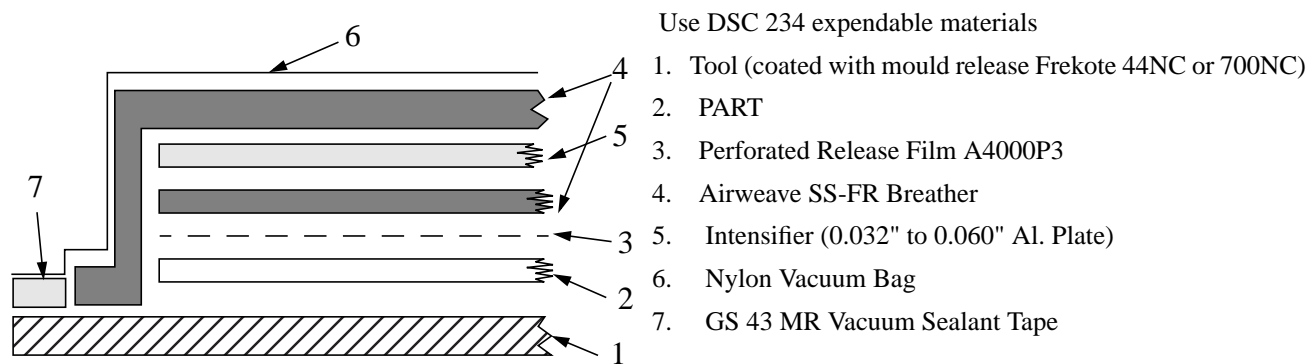 Use DSC 234 expendable materials
6
4
1. Tool (coated with mould release Frekote 44NC or 700NC)
2. PART
5
3. Perforated Release Film A4000P3
7
4. Airweave SS-FR Breather
3
5. Intensifier (0.032" to 0.060" Al. Plate)
6. Nylon Vacuum Bag
2
7. GS 43 MR Vacuum Sealant Tape
1